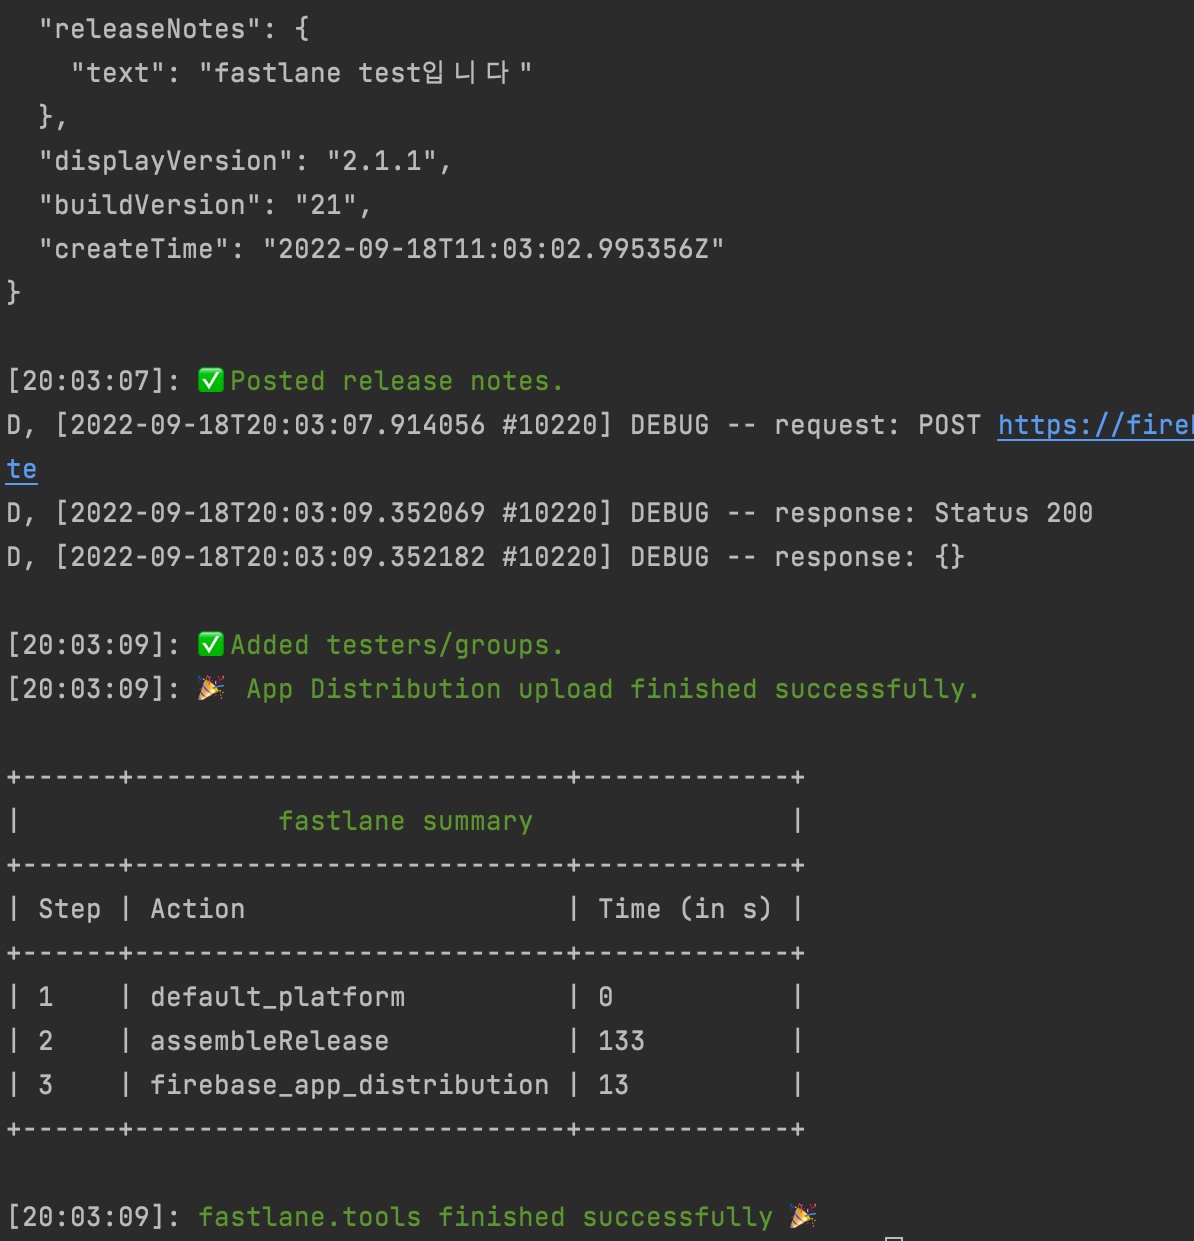 "releaseNotes": {
"text": "fastlane test입니다"
},
"displayVersion": "2.1.1",
"buildVersion": "21",
"createTime": "2022-09-18T11:03:02.995356Z"
}
[20:03:07]: ✅Posted release notes.
D, [2022-09-18T20:03:07.914056 #10220] DEBUG -- request: POST https://fire
te
D, [2022-09-18T20:03:09.352069 #10220] DEBUG -- response: Status 200
D, [2022-09-18T20:03:09.352182 #10220] DEBUG -- response: {}
[20:03:09]: ✅Added testers/groups.
[20:03:09]: 🎉 App Distribution upload finished successfully.
+------+---------------------------+-------------+
| fastlane summary |
+------+---------------------------+-------------+
| Step | Action | Time (in s) |
+------+---------------------------+-------------+
| 1 | default_platform | 0 |
| 2 | assembleRelease | 133 |
| 3 | firebase_app_distribution | 13 |
+------+---------------------------+-------------+
[20:03:09]: fastlane.tools finished successfully 🎉